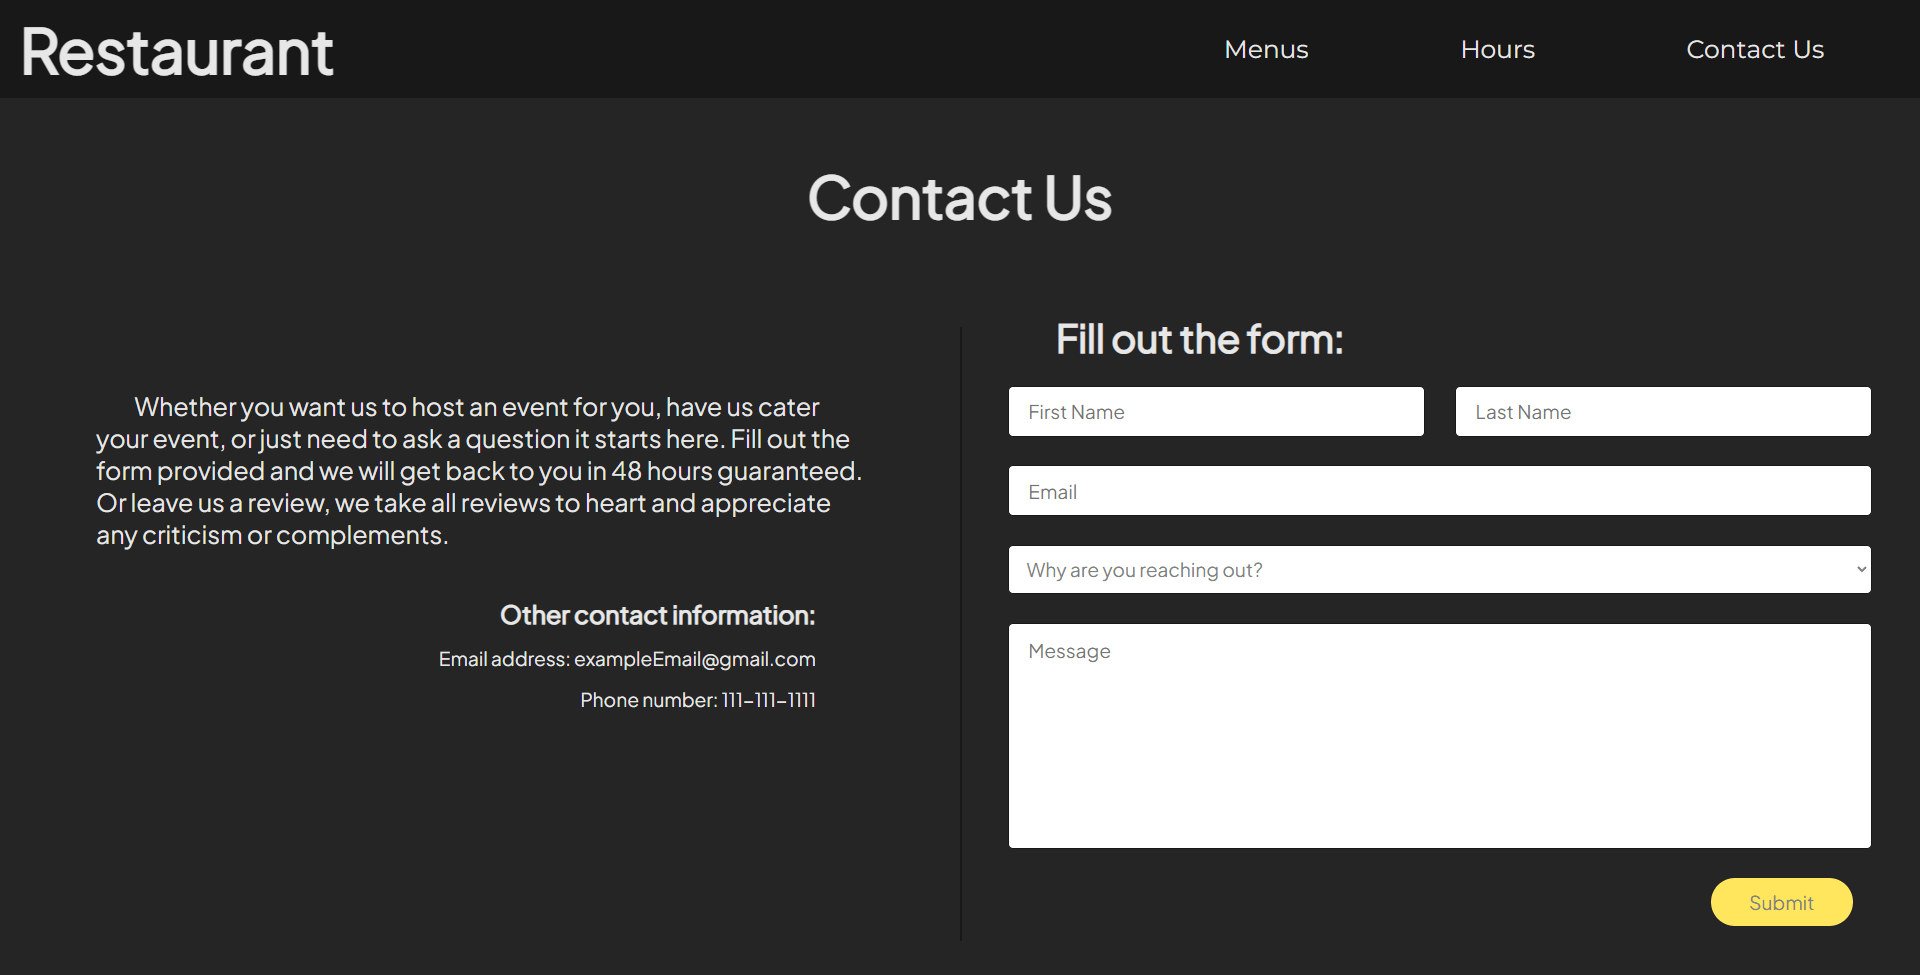 Restaurant
Menus
Hours
Contact Us
Contact Us
Whether you want us to host an event for you, have us cater
your event, or just need to ask a question it starts here. Fill out the
form provided and we will get back to you in 48 hours guaranteed.
Or leave us a review, we take all reviews to heart and appreciate
any criticism or complements.
Other contact information:
Email address: exampleEmail@gmail.com
Phone number: 111-111-1111
Fill out the form:
First Name
Last Name
Email
Why are you reaching out?
Message
Submit